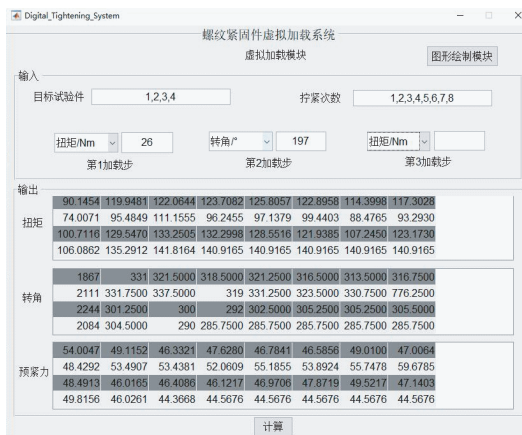 Digital_Tightening_System
螺纹紧固件虚拟加载系统
虚拟加载模块
图形绘制模块
输入
目标试验件 1,2,3,4 拧紧次数 1,2,3,4,5,6,7,8
扭矩/Nm 26 转角/° 197 扭矩/Nm
第1加载步 第2加载步 第3加载步
输出
扭矩
90.1454 119.9481 122.0644 123.7082 125.8057 122.8958 114.3998 117.3028
74.0071 95.4849 111.1555 96.2455 97.1379 99.4403 88.4765 93.2930
100.7116 129.5470 133.2505 132.2998 128.5516 121.9385 107.2450 123.1730
106.0862 135.2912 141.8164 140.9165 140.9165 140.9165 140.9165 140.9165
转角
1867 331 321.5000 318.5000 321.2500 316.5000 313.5000 316.7500
2111 331.7500 337.5000 319 331.2500 323.5000 330.7500 776.2500
2244 301.2500 300 292 302.5000 305.2500 305.2500 305.5000
2084 304.5000 290 285.7500 285.7500 285.7500 285.7500 285.7500
预紧力
54.0047 49.1152 46.3321 47.6280 46.7841 46.5856 49.0100 47.0064
48.4292 53.4907 53.4381 52.0609 55.1855 53.8924 55.7478 59.6785
48.4913 46.0165 46.4086 46.1217 46.9706 47.8719 49.5217 47.1403
49.8156 46.0261 44.3668 44.5676 44.5676 44.5676 44.5676 44.5676
计算